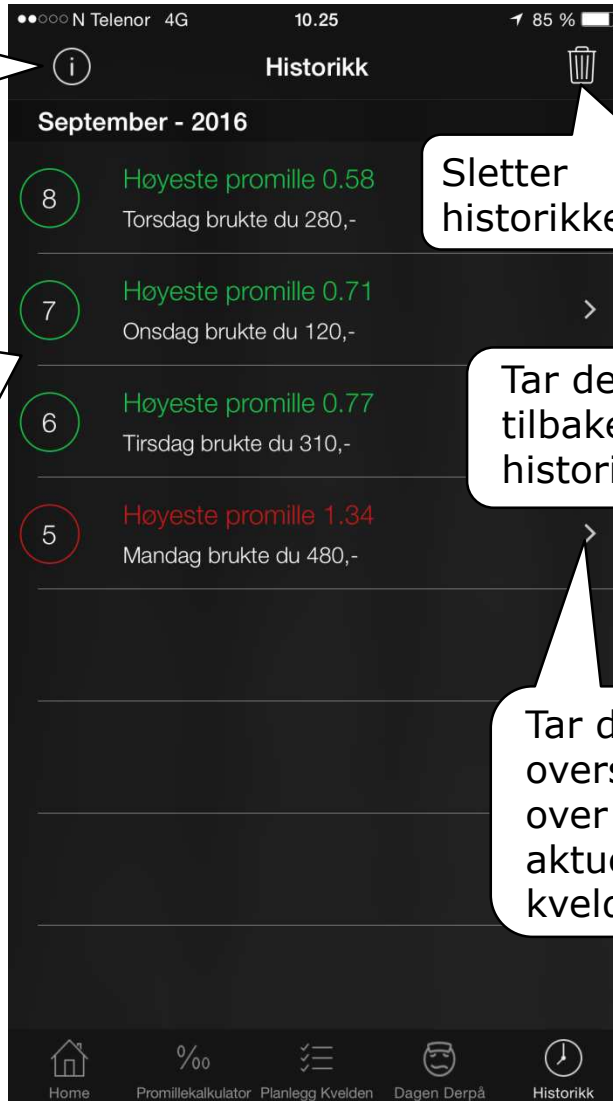 N Telenor 4G 10.25 85 %
Historikk
September - 2016
8
Høyeste promille 0.58
Torsdag brukte du 280,-
Sletter
7
Høyeste promille 0.71
Onsdag brukte du 120,-
Tar
tilbake
6
Høyeste promille 0.77
Tirsdag brukte du 310,-
5
Høyeste promille 1.34
Mandag brukte du 480,-
Tar
over
Home Promillekalkulator Planlegg Kvelden Dagen Derpå Historikk